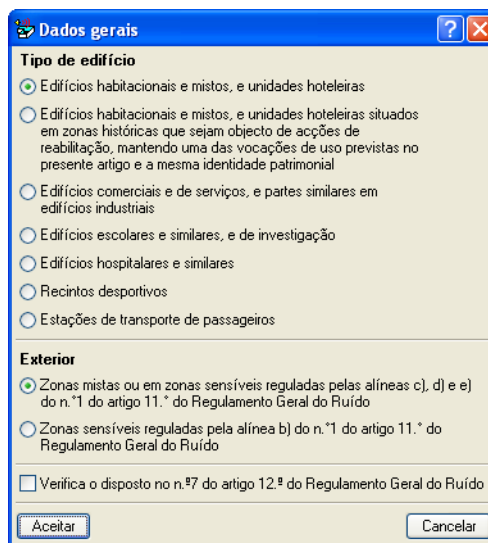 Dados gerais
Tipo de edifício
Edifícios habitacionais e mistos, e unidades hoteleiras
Edifícios habitacionais e mistos, e unidades hoteleiras situados
em zonas históricas que sejam objecto de acções de
reabilitação, mantendo uma das vocações de uso previstas no
presente artigo e a mesma identidade patrimonial
Edifícios comerciais e de serviços, e partes similares em
edifícios industriais
Edifícios escolares e similares, e de investigação
Edifícios hospitalares e similares
Recintos desportivos
Estações de transporte de passageiros
Exterior
Zonas mistas ou em zonas sensíveis reguladas pelas alíneas c), d) e e)
do n.°1 do artigo 11.° do Regulamento Geral do Ruído
Zonas sensíveis reguladas pela alínea b) do n.°1 do artigo 11.° do
Regulamento Geral do Ruído
Verifica o disposto no n.º7 do artigo 12.º do Regulamento Geral do Ruído
Aceitar
Cancelar